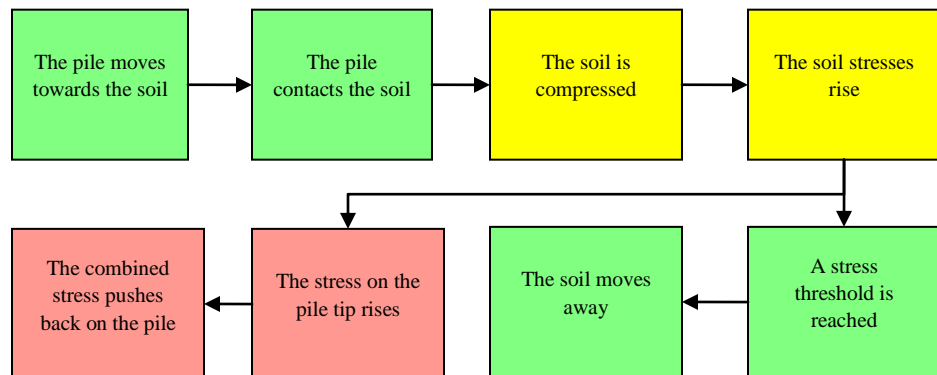 The pile moves
towards the soil
The pile
contacts the soil
The soil is
compressed
The soil stresses
rise
The combined
stress pushes
back on the pile
The stress on the
pile tip rises
The soil moves
away
A stress
threshold is
reached